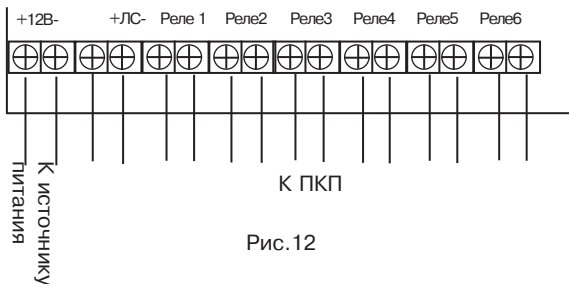 +12В- +ЛС- Реле 1 Реле2 Реле3 Реле4 Реле5 Реле6
К источнику
питания
К ПКП
Рис.12